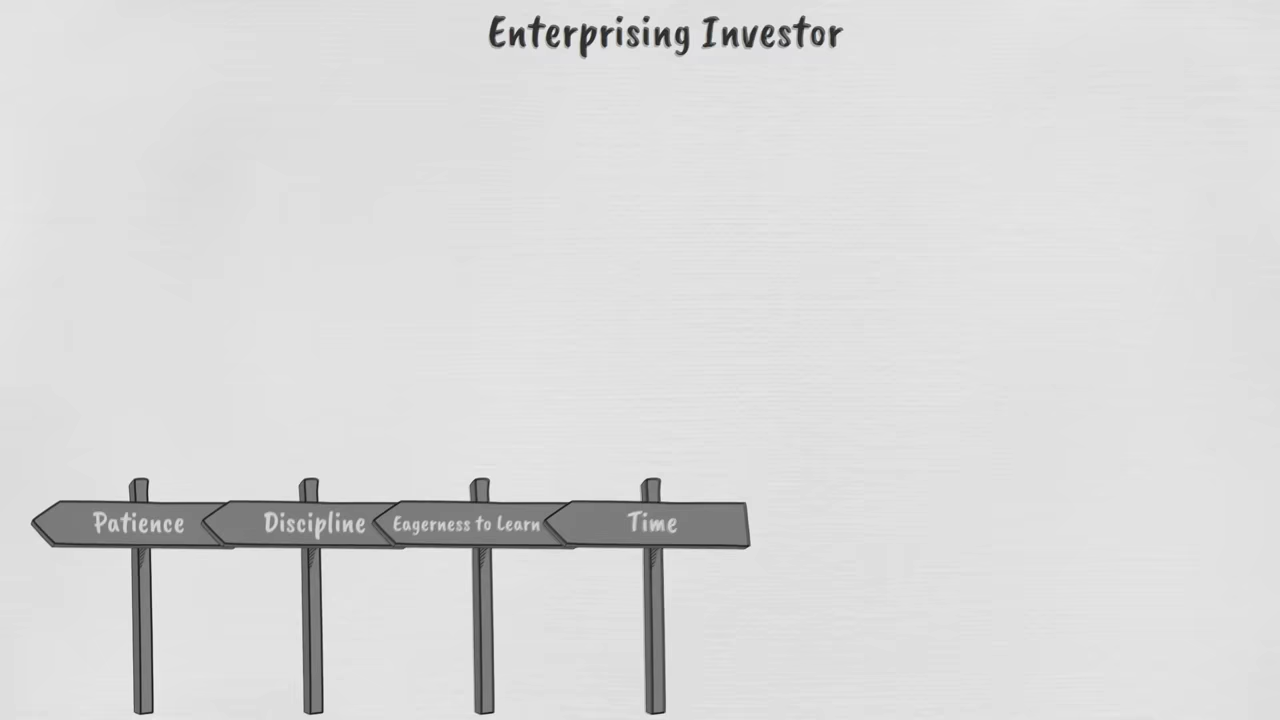 Enterprising Investor
Patience
Discipline
Eagerness to Learn
Time